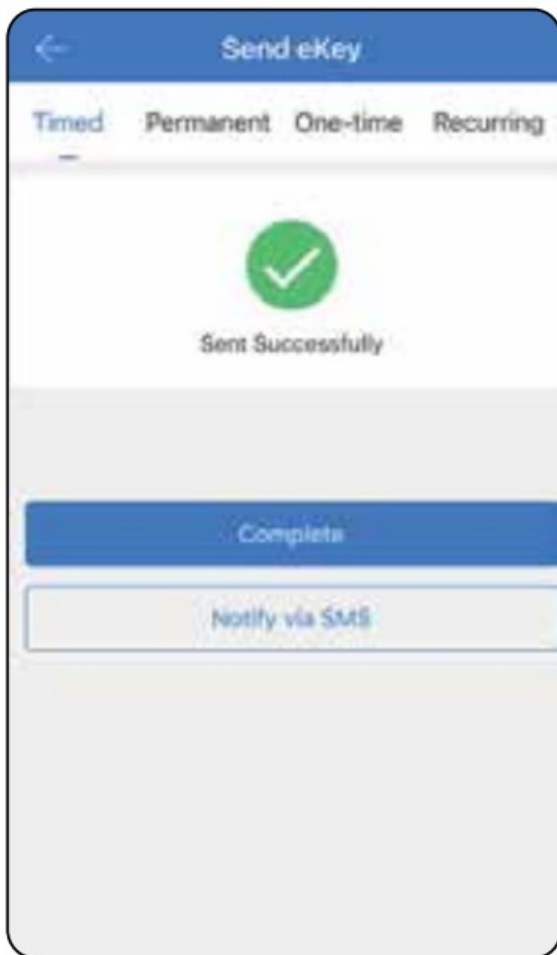 Send eKey
Timed Permanent One-time Recurring
Sent Successfully
Complete
Notify via SMS